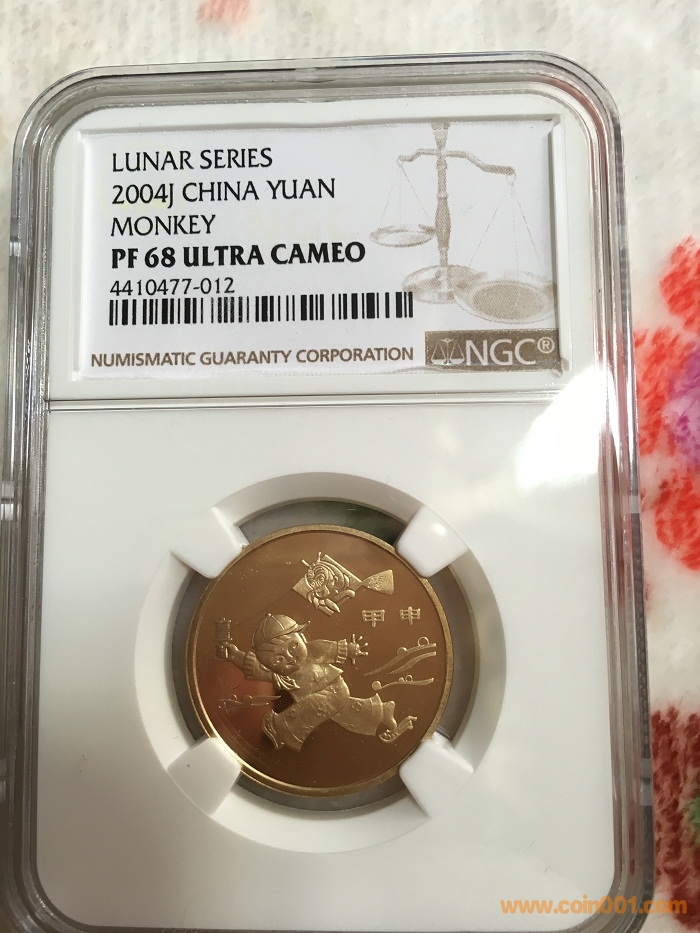 LUNAR SERIES
2004J CHINA YUAN
MONKEY
PF 68 ULTRA CAMEO
4410477-012
NUMISMATIC GUARANTY CORPORATION
NGC®
甲申
www.coin001.com